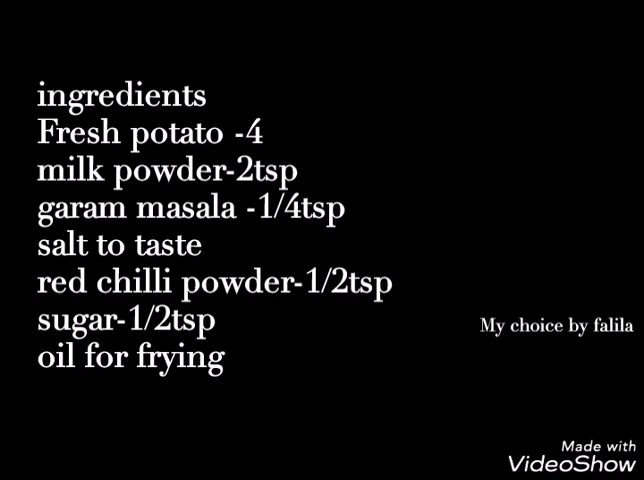 ingredients
Fresh potato -4
milk powder-2tsp
garam masala -1/4tsp
salt to taste
red chilli powder-1/2tsp
sugar-1/2tsp
oil for frying
My choice by falila
Made with
VideoShow